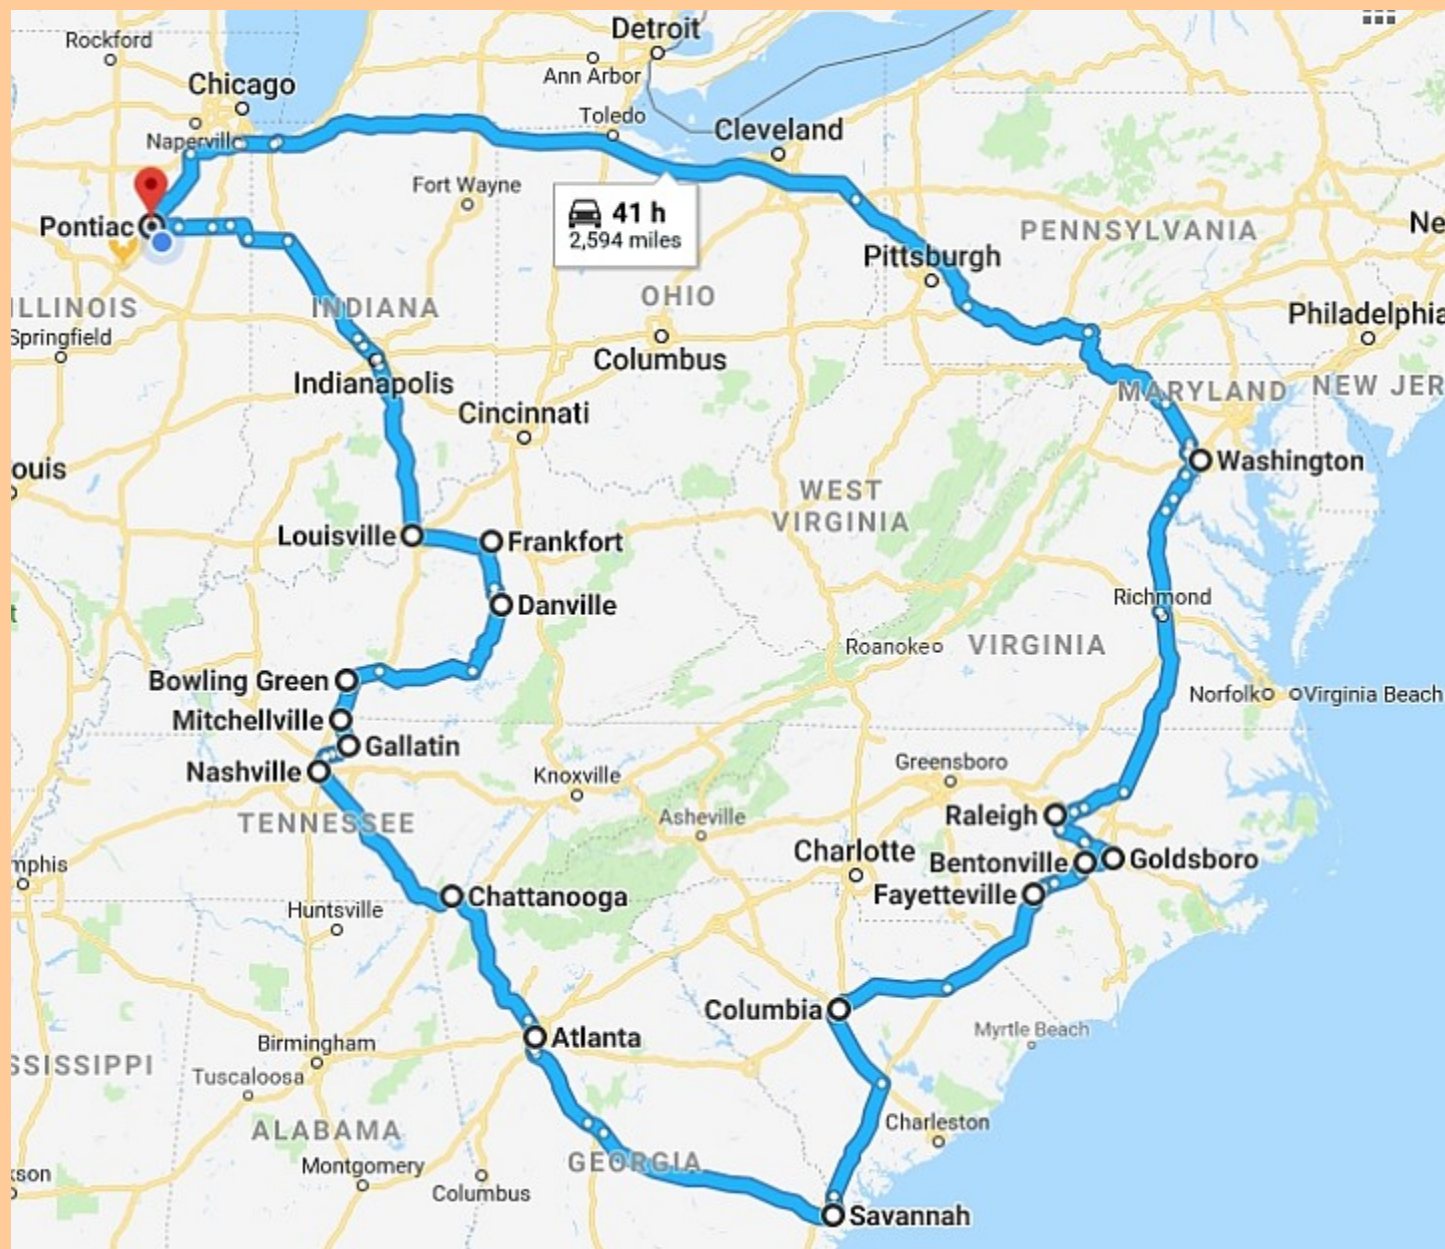 Rockford
Detroit
Ann Arbor
Chicago
Toledo
Cleveland
Naperville
Fort Wayne
41 h
2,594 miles
Pontiac
PENNSYLVANIA
Ne
Pittsburgh
ILLINOIS
INDIANA
OHIO
Philadelphia
Springfield
Columbus
Indianapolis
MARYLAND
NEW JER
Cincinnati
ouis
Washington
WEST
VIRGINIA
Louisville
Frankfort
Danville
Richmond
t
Roanoke
VIRGINIA
Bowling Green
Norfolk
Virginia Beach
Mitchellville
Gallatin
Nashville
Knoxville
Greensboro
TENNESSEE
Asheville
Raleigh
mphis
Charlotte
Bentonville
Goldsboro
Chattanooga
Fayetteville
Huntsville
Columbia
Myrtle Beach
Atlanta
Birmingham
SSISSIPPI
Tuscaloosa
Charleston
ALABAMA
GEORGIA
Montgomery
kson
Columbus
Savannah